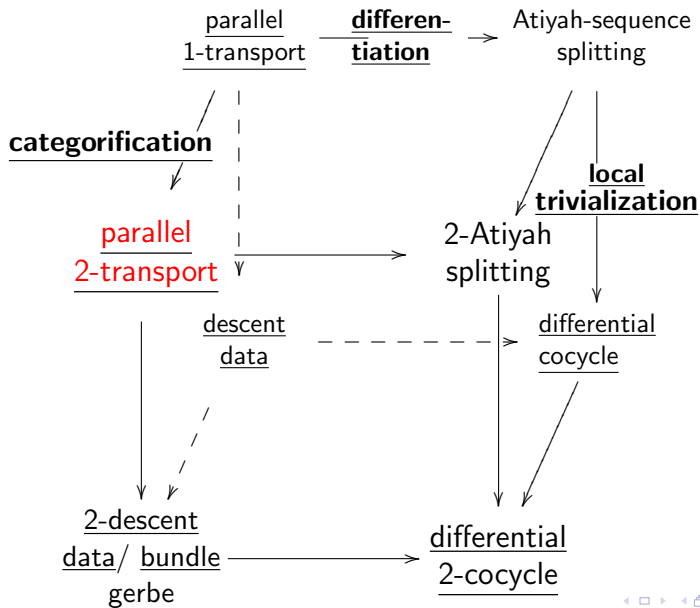 parallel
1-transport
differen-
tiation
Atiyah-sequence
splitting
categorification
local
trivialization
parallel
2-transport
2-Atiyah
splitting
descent
data
differential
cocycle
2-descent
data/ bundle
gerbe
differential
2-cocycle